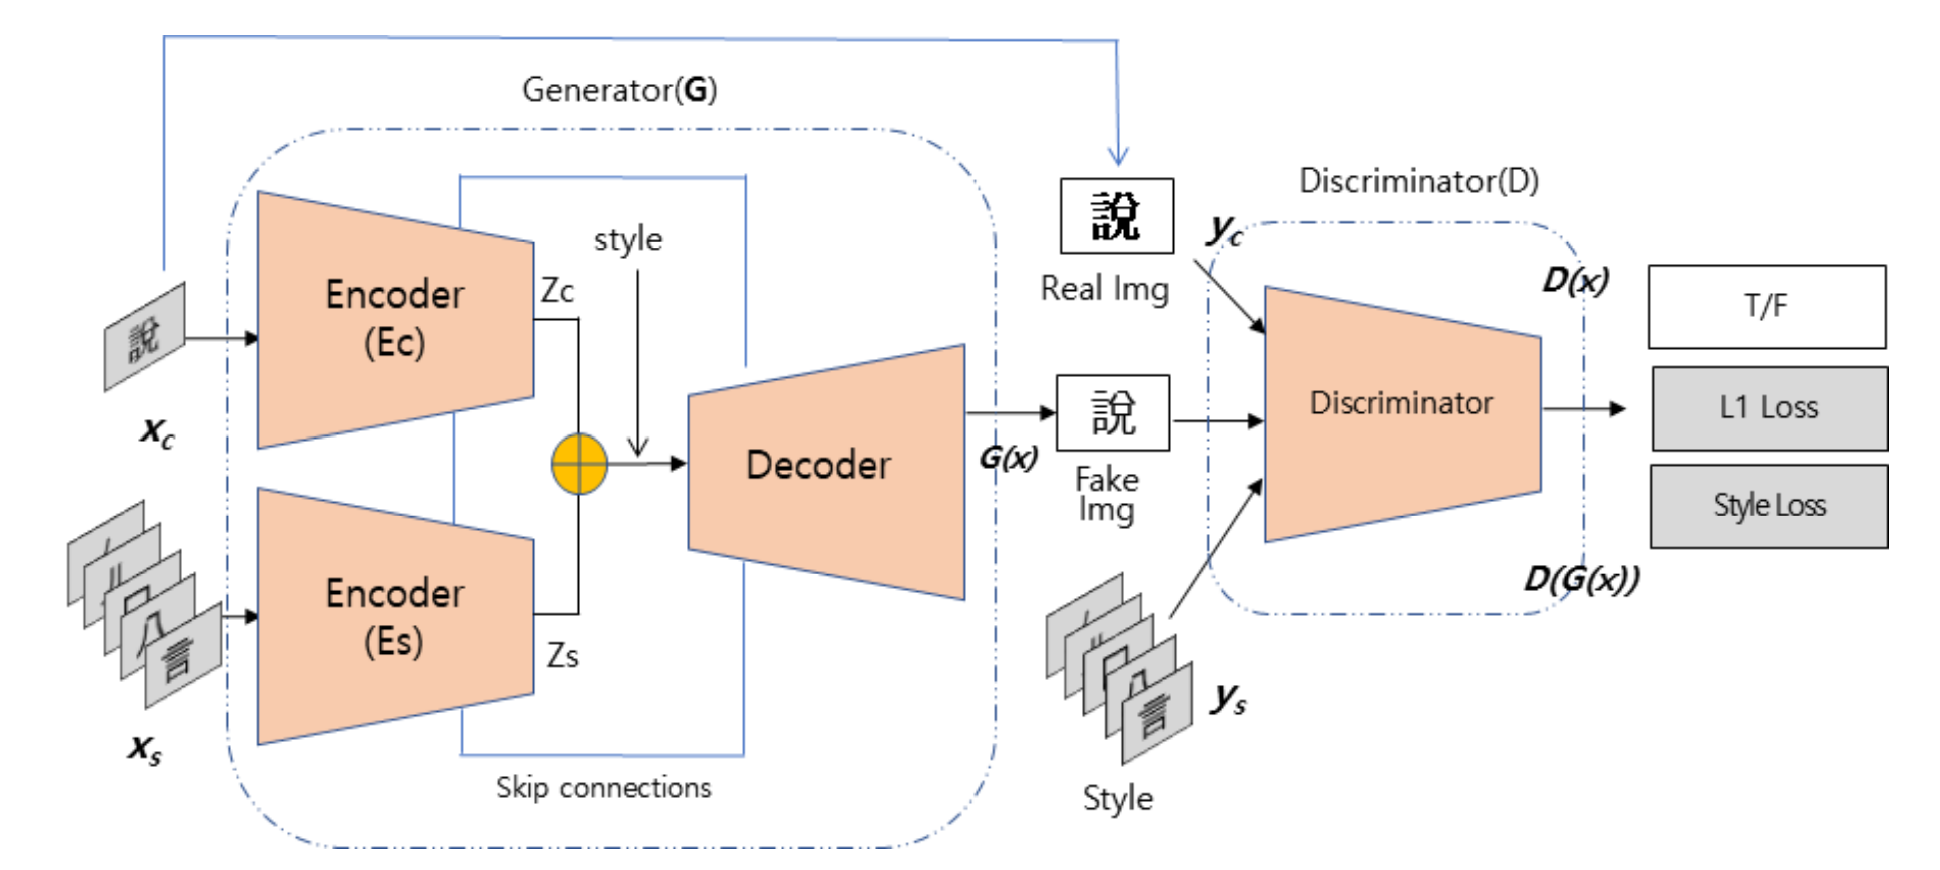 Generator(G)
Discriminator(D)
說
Real Img
y_c
style
Encoder
(Ec)
Zc
說
x_c
D(x)
T/F
L1 Loss
Style Loss
Discriminator
說
Fake
Img
G(x)
Decoder
Encoder
(Es)
Zs
言
x_s
D(G(x))
言
y_s
Style
Skip connections